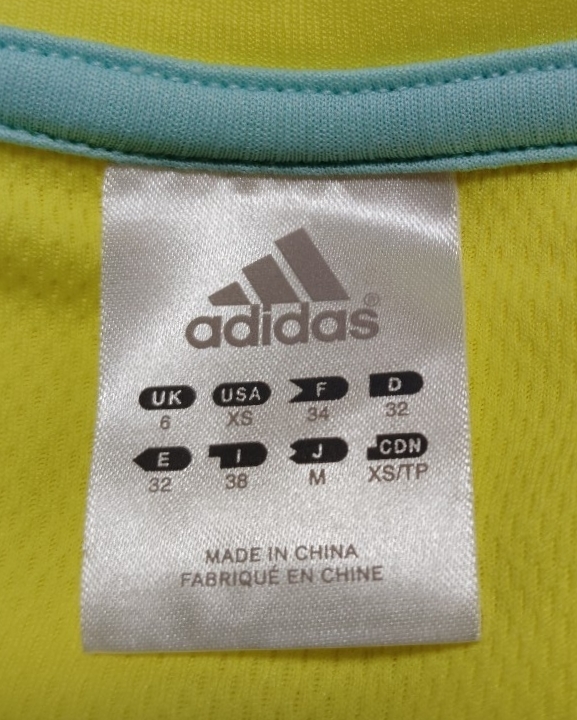 adidas®
UK USA F D
6 XS 34 32
E I J CDN
32 38 M XS/TP
MADE IN CHINA
FABRIQUÉ EN CHINE